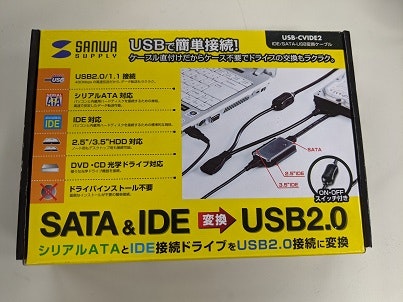 SANWA
SUPPLY
USBで簡単接続!
ケーブル直付けだからケース不要でドライブの交換もラクラク。
USB-CVIDE2
IDE/SATA-USB変換ケーブル
USB
USB2.0/1.1 接続
シリアルATA 対応
ATA
IDE 対応
IDE
2.5"/3.5"HDD 対応
DVD・CD 光学ドライブ対応
ドライバインストール不要
SATA
2.5"IDE
3.5"IDE
ON-OFF
スイッチ付き
SATA & IDE 変換 USB2.0
シリアルATAとIDE接続ドライブをUSB2.0接続に変換